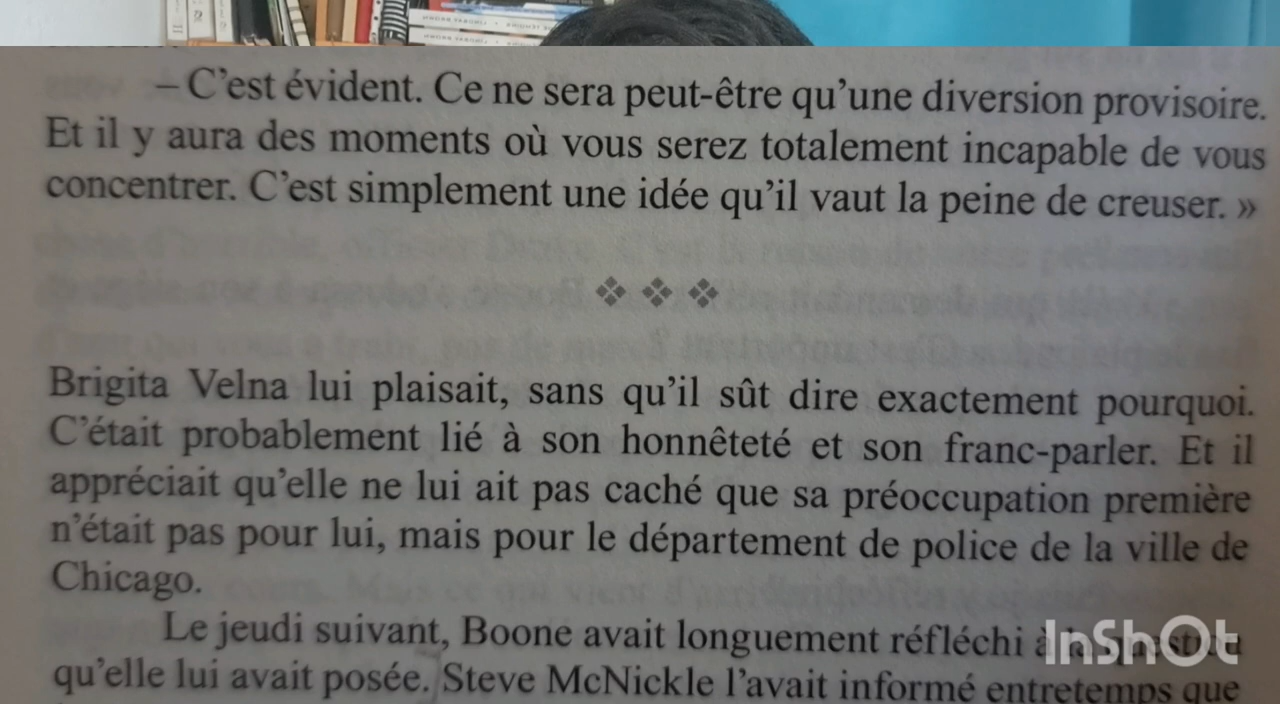 – C’est évident. Ce ne sera peut-être qu’une diversion provisoire.
Et il y aura des moments où vous serez totalement incapable de vous
concentrer. C’est simplement une idée qu’il vaut la peine de creuser. »
❖ ❖ ❖
Brigita Velna lui plaisait, sans qu’il sût dire exactement pourquoi.
C’était probablement lié à son honnêteté et son franc-parler. Et il
appréciait qu’elle ne lui ait pas caché que sa préoccupation première
n’était pas pour lui, mais pour le département de police de la ville de
Chicago.
Le jeudi suivant, Boone avait longuement réfléchi à la question
qu’elle lui avait posée. Steve McNickle l’avait informé entretemps que
InShOt